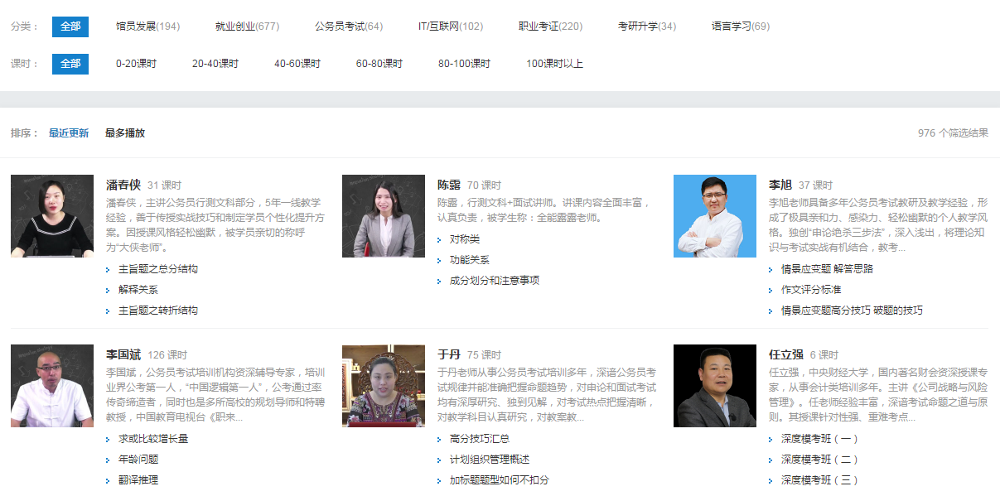 分类： 全部 馆员发展(194) 就业创业(677) 公务员考试(64) IT/互联网(102) 职业考证(220) 考研升学(34) 语言学习(69)
课时： 全部 0-20课时 20-40课时 40-60课时 60-80课时 80-100课时 100课时以上
排序： 最近更新 最多播放 976 个筛选结果
潘春侠 31 课时
潘春侠，主讲公务员行测文科部分，5年一线教学
经验，善于传授实战技巧和制定学员个性化提升方
案。因授课风格轻松幽默，被学员亲切的称呼
为“大侠老师”。
主旨题之总分结构
解释关系
主旨题之转折结构
陈露 70 课时
陈露，行测文科+面试讲师。讲课内容全面丰富，
认真负责，被学生称：全能露露老师。
对称类
功能关系
成分划分和注意事项
李旭 37 课时
李旭老师具备多年公务员考试教研及教学经验，形
成了极具亲和力、感染力、轻松幽默的个人教学风
格。独创“申论绝杀三步法”，深入浅出，将理论知
识与考试实战有机结合，教考...
情景应变题 解答思路
作文评分标准
情景应变题高分技巧 破题的技巧
李国斌 126 课时
李国斌，公务员考试培训机构资深辅导专家，培训
业界公考第一人，“中国逻辑第一人”，公考通过率
传奇缔造者，同时也是多所高校的规划导师和特聘
教授，中国教育电视台《职来...
求或比较增长量
年龄问题
翻译推理
于丹 75 课时
于丹老师从事公务员考试培训多年，深谙公务员考
试规律并能准确把握命题趋势，对申论和面试考试
均有深厚研究、独到见解，对考试热点把握清晰，
对教学科目认真研究，对教案教...
高分技巧汇总
计划组织管理概述
加标题题型如何不扣分
任立强 6 课时
任立强，中央财经大学，国内著名财会资深授课专
家，从事会计类培训多年。主讲《公司战略与风险
管理》。任老师经验丰富，深谙考试命题之道与原
则。其授课针对性强、重难考点...
深度模考班（一）
深度模考班（二）
深度模考班（三）